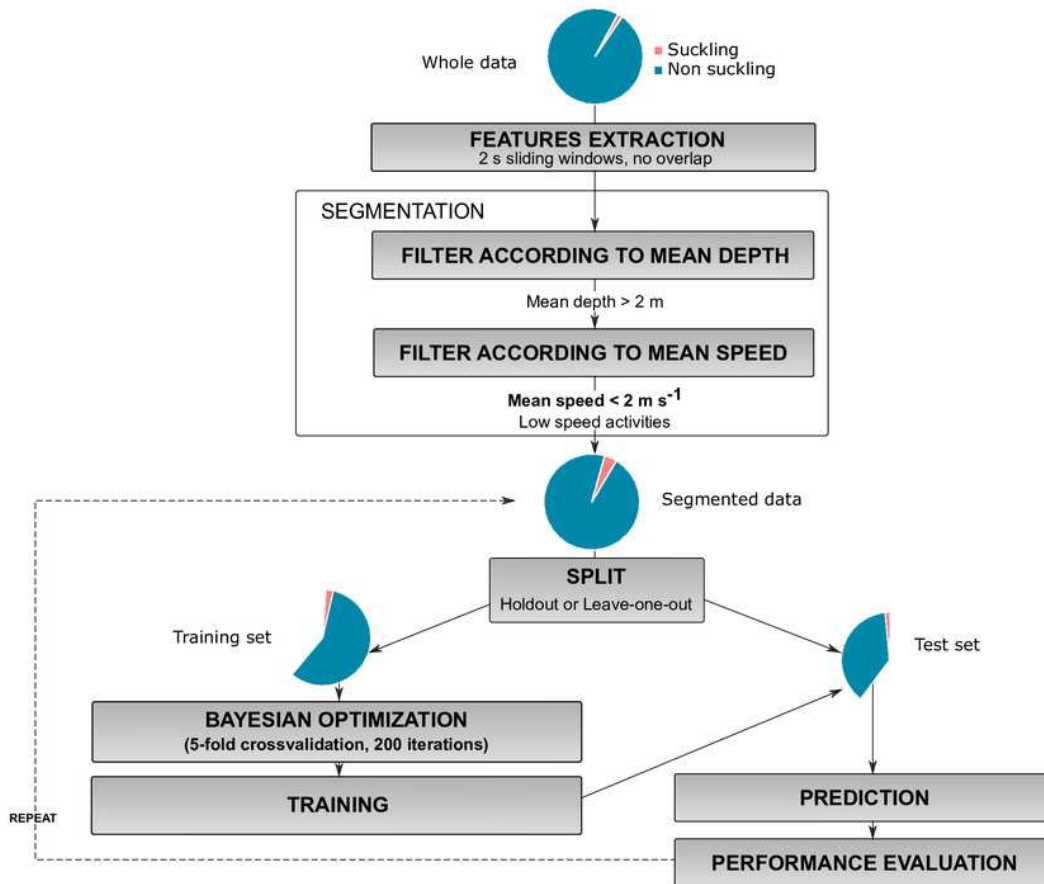 Whole data
Suckling
Non suckling
FEATURES EXTRACTION
2 s sliding windows, no overlap
SEGMENTATION
FILTER ACCORDING TO MEAN DEPTH
Mean depth > 2 m
FILTER ACCORDING TO MEAN SPEED
Mean speed < 2 m s⁻¹
Low speed activities
Segmented data
SPLIT
Holdout or Leave-one-out
Training set
Test set
BAYESIAN OPTIMIZATION
(5-fold crossvalidation, 200 iterations)
TRAINING
PREDICTION
REPEAT
PERFORMANCE EVALUATION